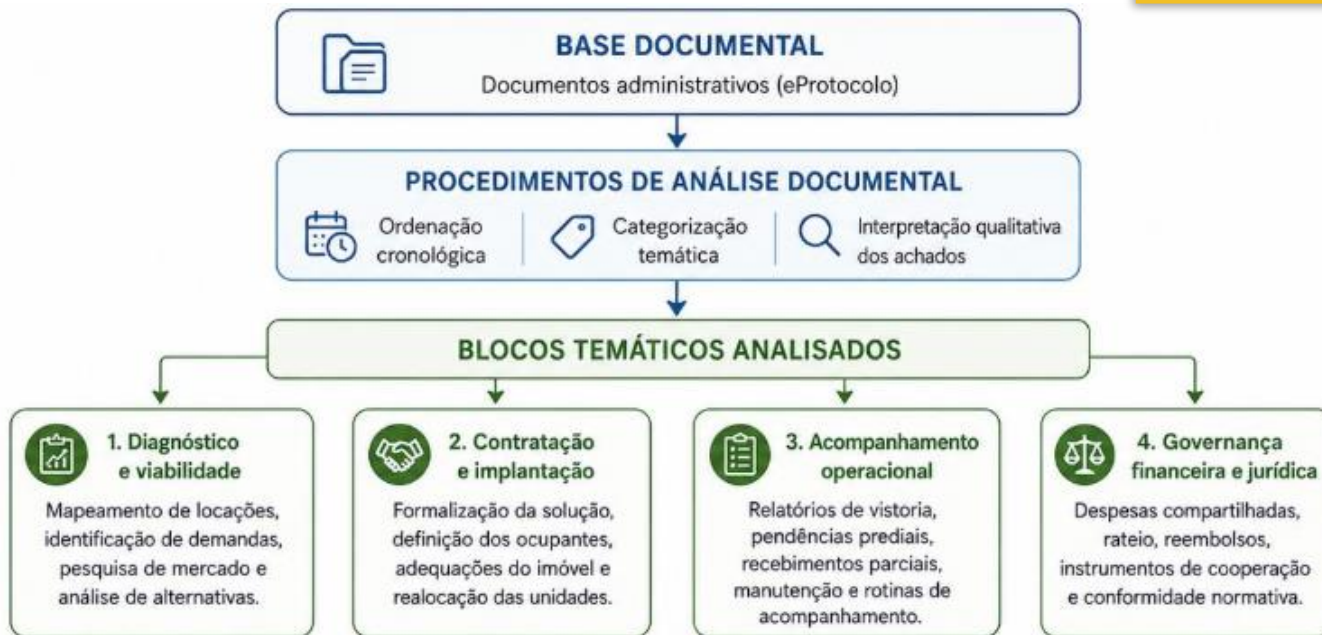 BASE DOCUMENTAL
Documentos administrativos (eProtocolo)
PROCEDIMENTOS DE ANÁLISE DOCUMENTAL
Ordenação
cronológica
Categorização
temática
Interpretação qualitativa
dos achados
BLOCOS TEMÁTICOS ANALISADOS
1. Diagnóstico
e viabilidade
Mapeamento de locações,
identificação de demandas,
pesquisa de mercado e
análise de alternativas.
2. Contratação
e implantação
Formalização da solução,
definição dos ocupantes,
adequações do imóvel e
realocação das unidades.
3. Acompanhamento
operacional
Relatórios de vistoria,
pendências prediais,
recebimentos parciais,
manutenção e rotinas de
acompanhamento.
4. Governança
financeira e jurídica
Despesas compartilhadas,
rateio, reembolsos,
instrumentos de cooperação
e conformidade normativa.